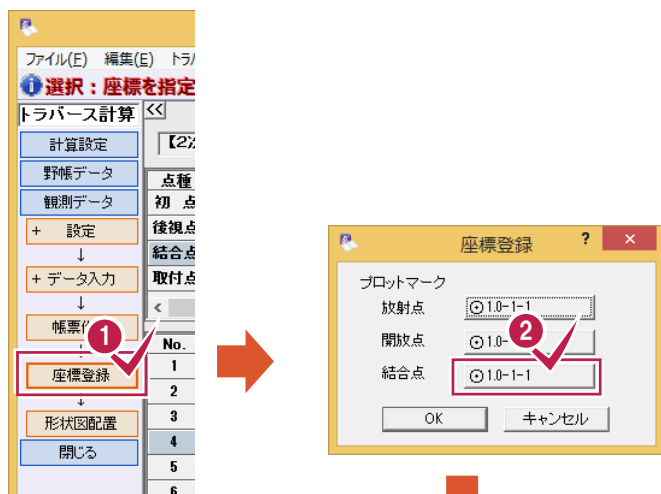 ファイル(F) 編集(E) トラ
選択：座標を指定
トラバース計算 <<
計算設定
【2次
野帳データ
点種
観測データ
初 点
+ 設定
後視点
↓
結合点
+ データ入力
取付点
↓
<
帳票
1
No.
座標登録
1
2
↓
形状図配置
3
4
閉じる
5
6
座標登録 ? ×
プロットマーク
放射点 1.0-1-1
開放点 1.0-
2
結合点 1.0-1-1
OK キャンセル